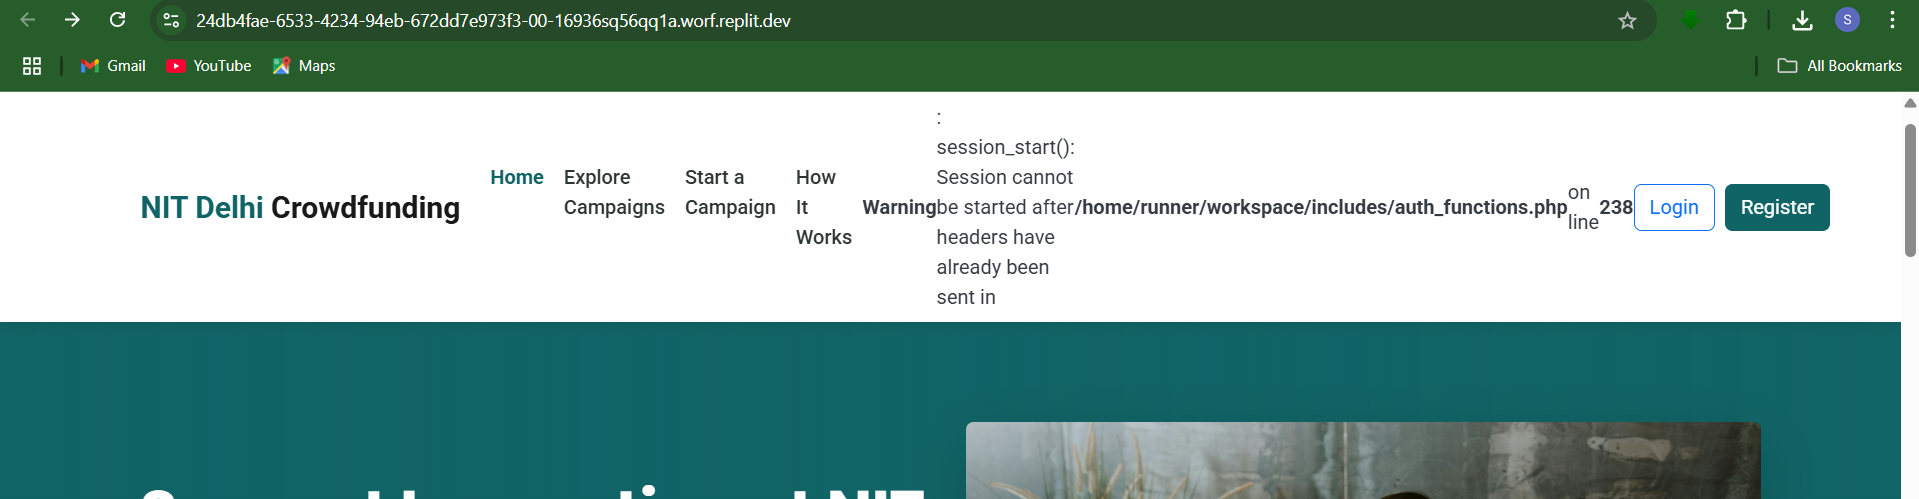 24db4fae-6533-4234-94eb-672dd7e973f3-00-16936sq56qq1a.worf.replit.dev
S
Gmail
YouTube
Maps
All Bookmarks
NIT Delhi Crowdfunding
Home
Explore
Campaigns
Start a
Campaign
How
It
Works
Warning
:
session_start():
Session cannot
be started after
headers have
already been
sent in
/home/runner/workspace/includes/auth_functions.php
on
line
238
Login
Register